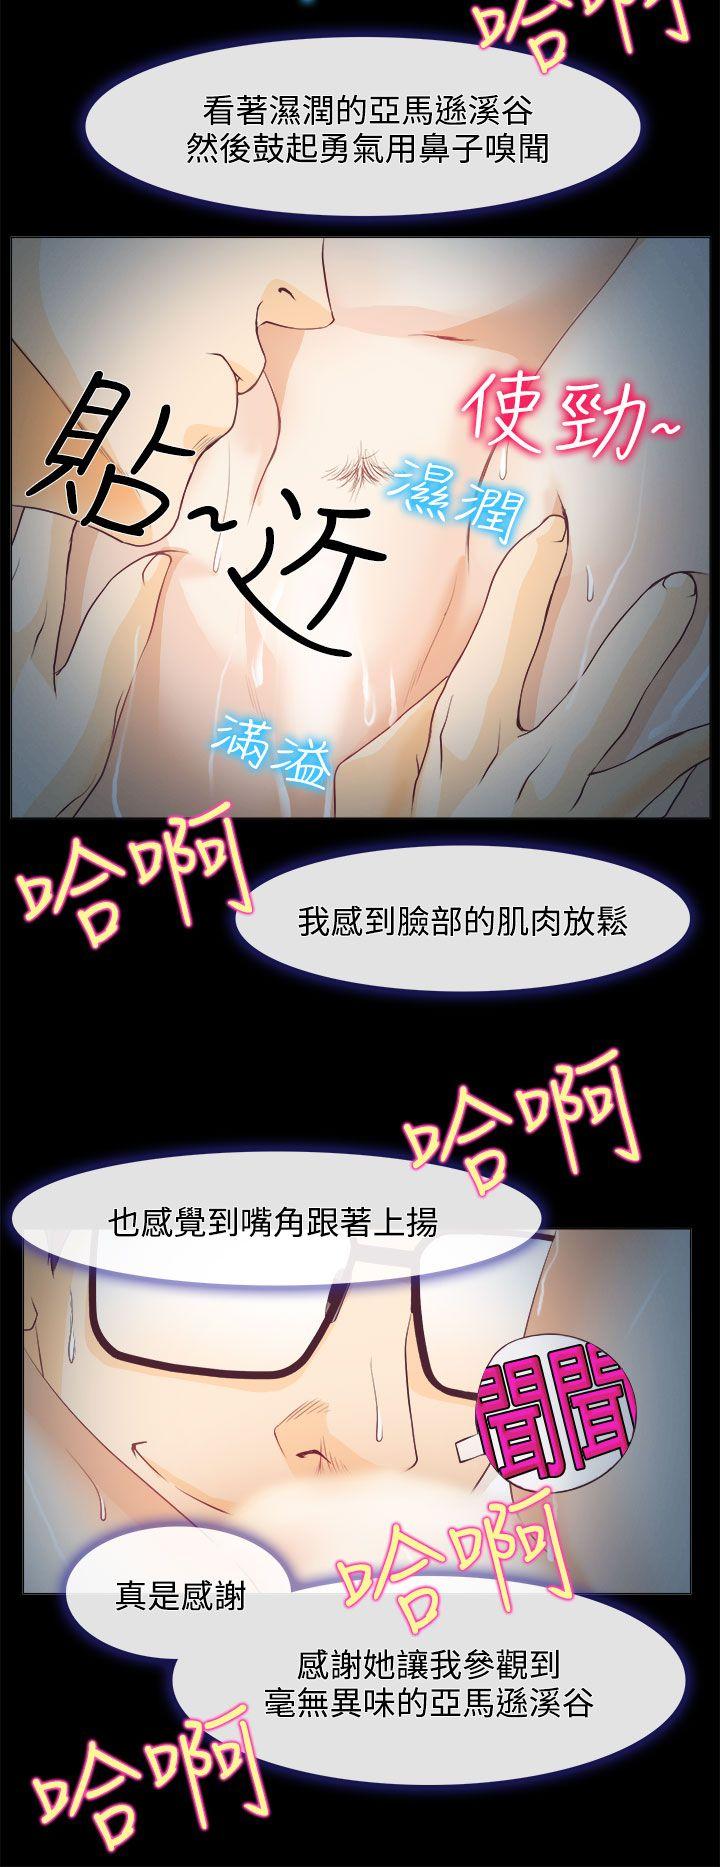 哈啊
看著濕潤的亞馬遜溪谷
然後鼓起勇氣用鼻子嗅聞
使勁~
貼~近
濕潤
滿溢
哈啊
我感到臉部的肌肉放鬆
哈啊
也感覺到嘴角跟著上揚
聞聞
哈啊
真是感謝
感謝她讓我參觀到
毫無異味的亞馬遜溪谷
哈啊